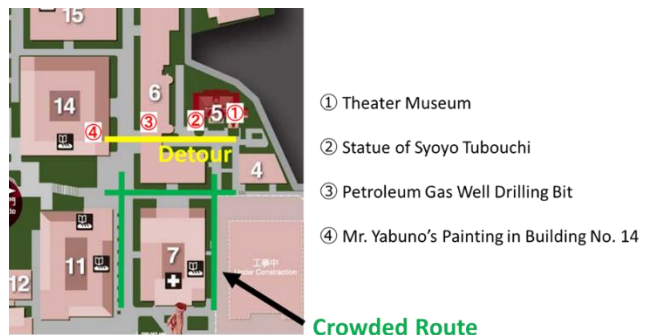 15
6
14
④
③
②
5
①
Detour
4
7
11
12
工事中
Under Construction
① Theater Museum
② Statue of Syoyo Tubouchi
③ Petroleum Gas Well Drilling Bit
④ Mr. Yabuno’s Painting in Building No. 14
Crowded Route